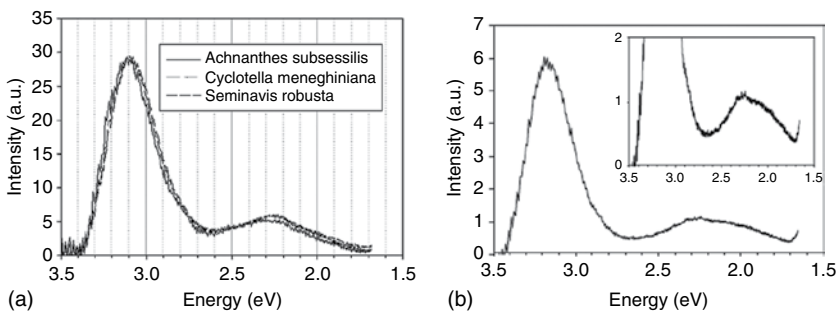 35
30
25
20
15
10
5
0
Intensity (a.u.)
Achnanthes subsessilis
Cyclotella meneghiniana
Seminavis robusta
3.5 3.0 2.5 2.0 1.5
Energy (eV)
(a)
7
6
5
4
3
2
1
0
Intensity (a.u.)
2
1
0
Intensity (a.u.)
3.5 3.0 2.5 2.0 1.5
Energy (eV)
3.5 3.0 2.5 2.0 1.5
Energy (eV)
(b)